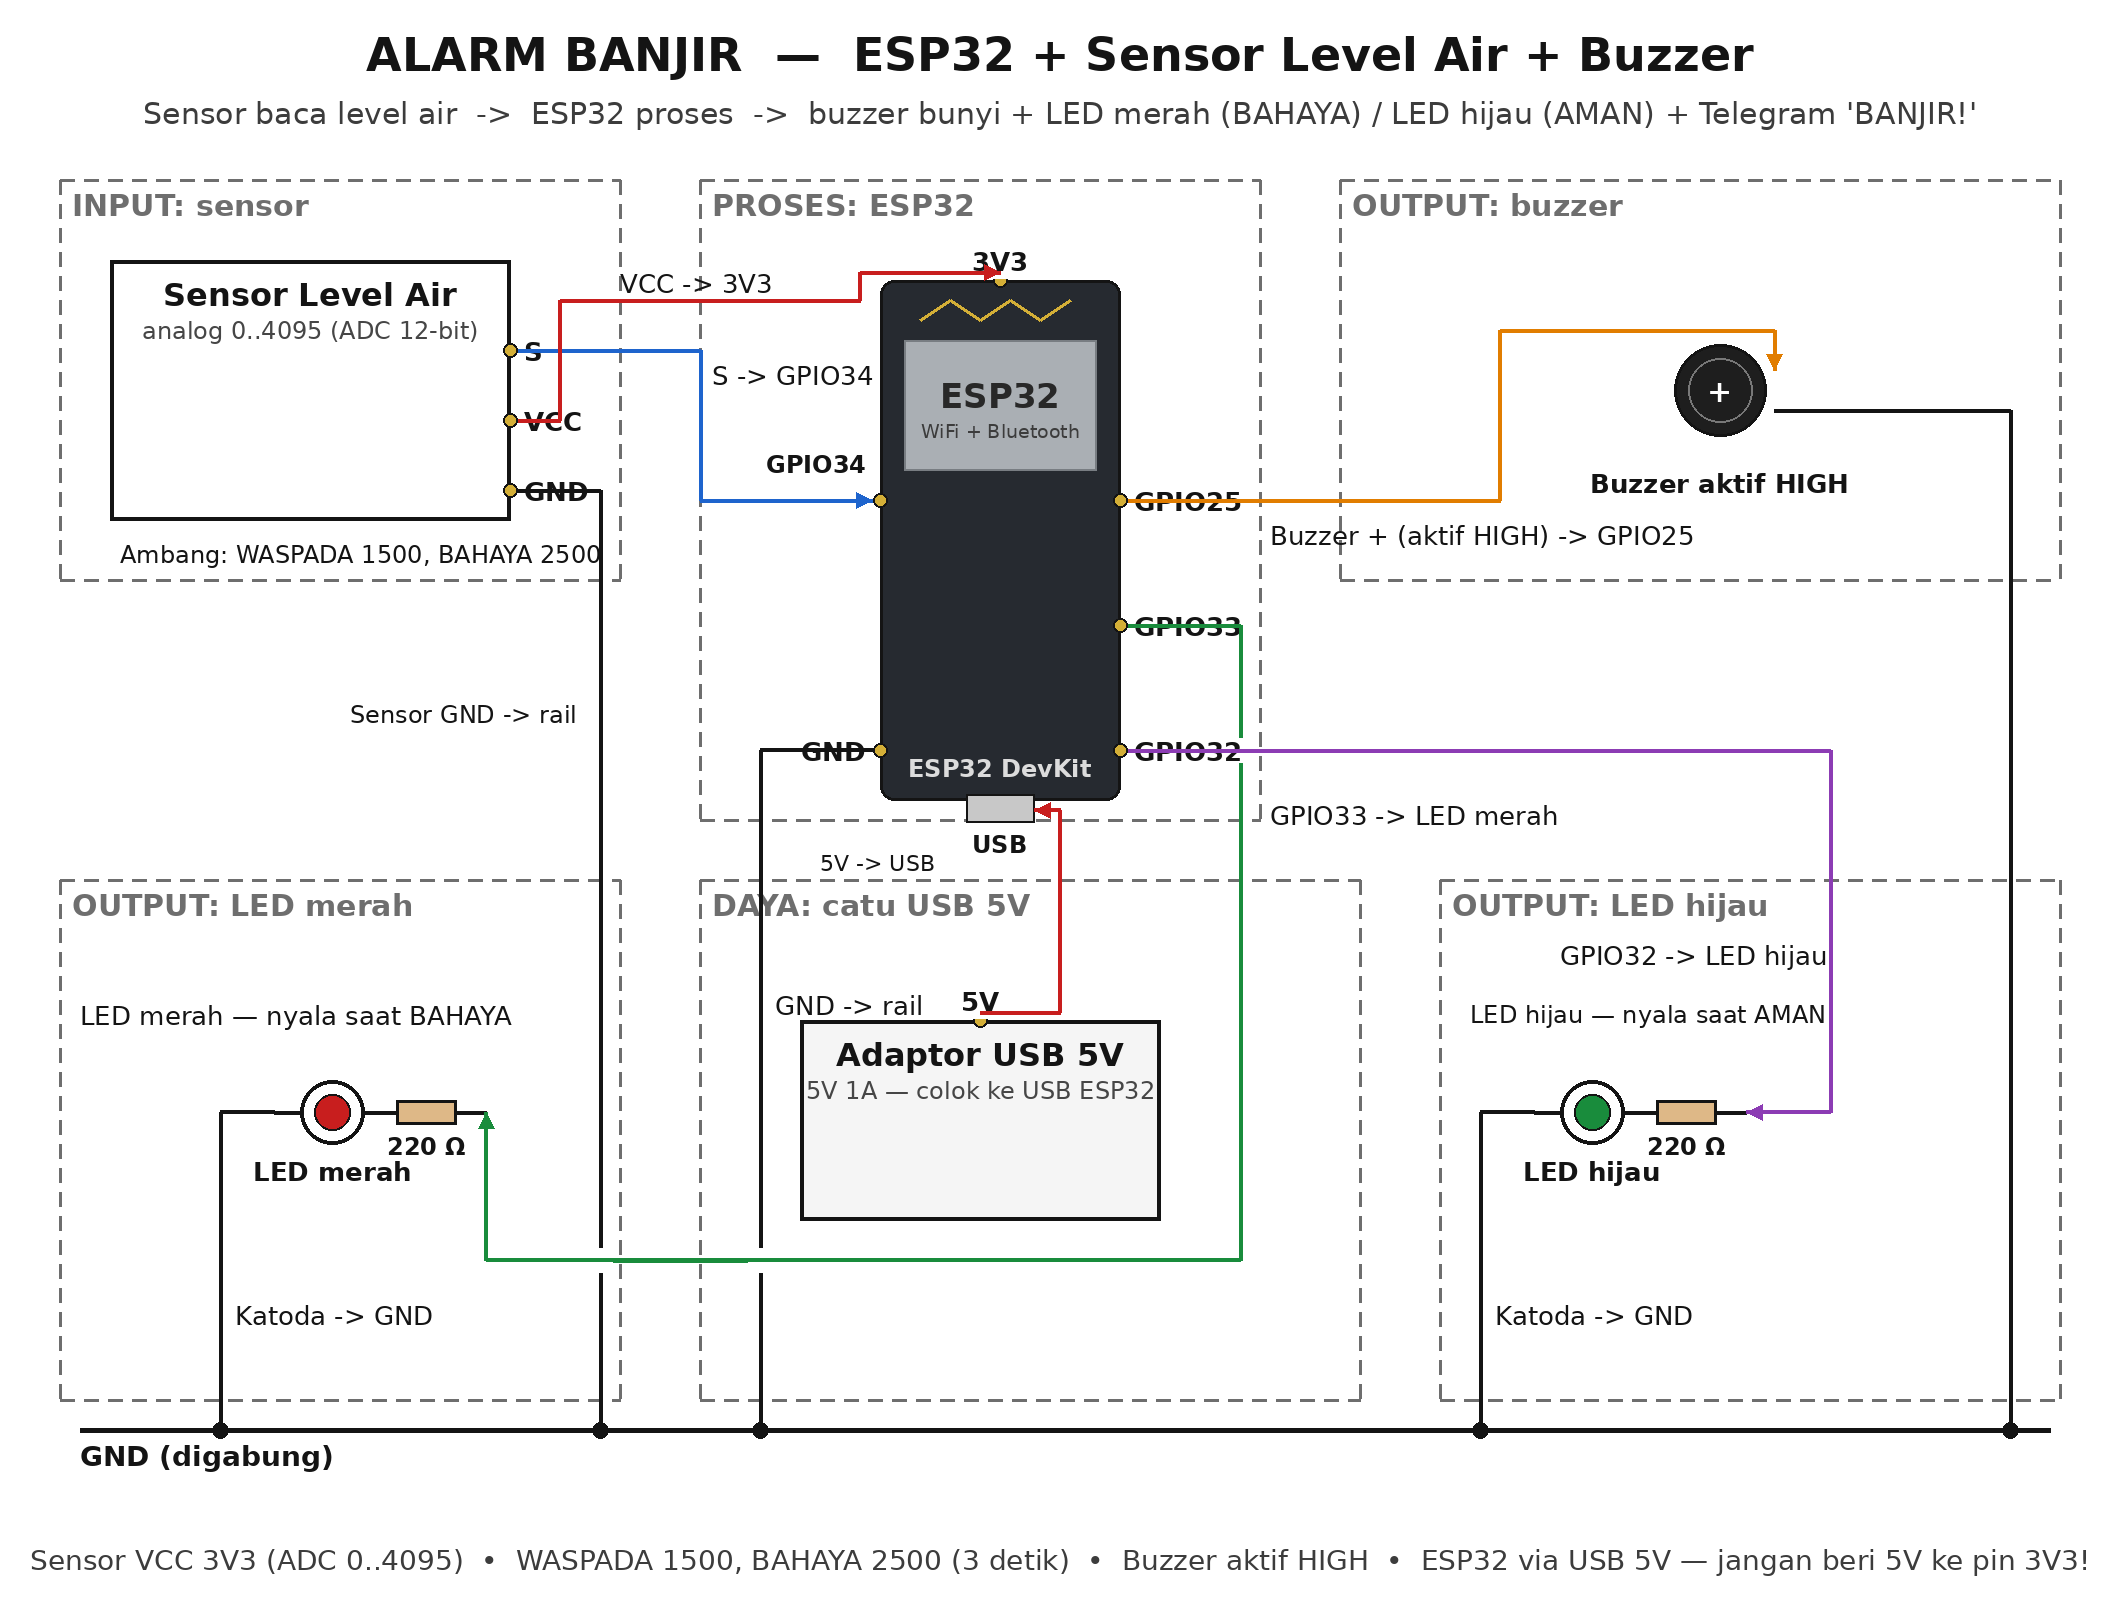 ALARM BANJIR — ESP32 + Sensor Level Air + Buzzer
Sensor baca level air -> ESP32 proses -> buzzer bunyi + LED merah (BAHAYA) / LED hijau (AMAN) + Telegram 'BANJIR!'
INPUT: sensor
Sensor Level Air
analog 0..4095 (ADC 12-bit)
S
VCC
GND
Ambang: WASPADA 1500, BAHAYA 2500
VCC -> 3V3
PROSES: ESP32
3V3
S -> GPIO34
GPIO34
ESP32
WiFi + Bluetooth
GPIO25
GPIO33
GPIO32
GND
ESP32 DevKit
USB
OUTPUT: buzzer
+
Buzzer aktif HIGH
Buzzer + (aktif HIGH) -> GPIO25
Sensor GND -> rail
GPIO33 -> LED merah
5V -> USB
OUTPUT: LED merah
LED merah — nyala saat BAHAYA
220 Ω
LED merah
Katoda -> GND
DAYA: catu USB 5V
GND -> rail
5V
Adaptor USB 5V
5V 1A — colok ke USB ESP32
OUTPUT: LED hijau
GPIO32 -> LED hijau
LED hijau — nyala saat AMAN
220 Ω
LED hijau
Katoda -> GND
GND (digabung)
Sensor VCC 3V3 (ADC 0..4095) • WASPADA 1500, BAHAYA 2500 (3 detik) • Buzzer aktif HIGH • ESP32 via USB 5V — jangan beri 5V ke pin 3V3!